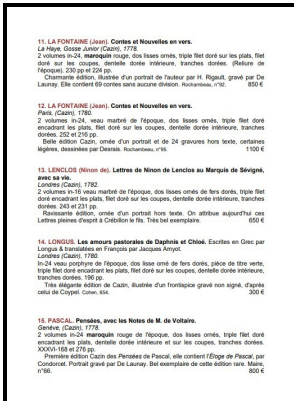 11. LA FONTAINE (Jean). Contes et Nouvelles en vers.
La Haye, Gosse Junior (Cazin), 1778.
2 volumes in-24, maroquin rouge de l'époque, dos lisses ornés, triple filet doré sur les plats, filet
doré sur les coupes, dentelle dorée intérieure, tranches dorées. (Reliure de
l'époque). 230 pp et 224 pp.
Charmante édition, illustrée d'un portrait de l'auteur par H. Rigault, gravé par De
Launay. Elle contient 69 contes sans aucune division. Rochambeau, n°92. 850 €
12. LA FONTAINE (Jean). Contes et Nouvelles en vers.
Paris, (Cazin), 1780.
2 volumes in-24, veau marbré de l'époque, dos lisses ornés, triple filet doré
encadrant les plats, filet doré sur les coupes, dentelle dorée intérieure, tranches
dorées. 252 et 216 pp.
Belle édition Cazin, ornée d'un portrait et de 24 gravures hors texte, certaines
légères, dessinées par Desrais. Rochambeau, n°95. 1100 €
13. LENCLOS (Ninon de). Lettres de Ninon de Lenclos au Marquis de Sévigné,
avec sa vie.
Londres (Cazin), 1782.
2 volumes in-16 veau marbré de l'époque, dos lisses ornés de fers dorés, triple filet
doré encadrant les plats, filet doré sur les coupes, dentelle dorée intérieure, tranches
dorées. 243 et 231 pp.
Ravissante édition, ornée d'un portrait hors texte. On attribue aujourd'hui ces
Lettres pleines d'esprit à Crébillon le fils. Très bel exemplaire. 650 €
14. LONGUS. Les amours pastorales de Daphnis et Chloé. Escrites en Grec par
Longus & translatées en François par Jacques Amyot.
Londres (Cazin), 1780.
In-24 veau porphyre de l'époque, dos lisse orné de fers dorés, pièce de titre verte,
triple filet doré encadrant les plats, filet doré sur les coupes, dentelle dorée intérieure,
tranches dorées. 196 pp.
Très élégante édition de Cazin, illustrée d'un frontispice gravé non signé, d'après
celui de Coypel. Cohen, 654. 300 €
15. PASCAL. Pensées, avec les Notes de M. de Voltaire.
Genève, (Cazin), 1778.
2 volumes in-24, maroquin rouge de l'époque, dos lisses ornés, triple filet doré
encadrant les plats, dentelle dorée intérieure et sur les coupes, tranches dorées.
XXXVI-168 et 276 pp.
Première édition Cazin des Pensées de Pascal, elle contient l'Éloge de Pascal, par
Condorcet. Portrait gravé par De Launay. Bel exemplaire de cette édition rare. Maire,
n°66. 800 €